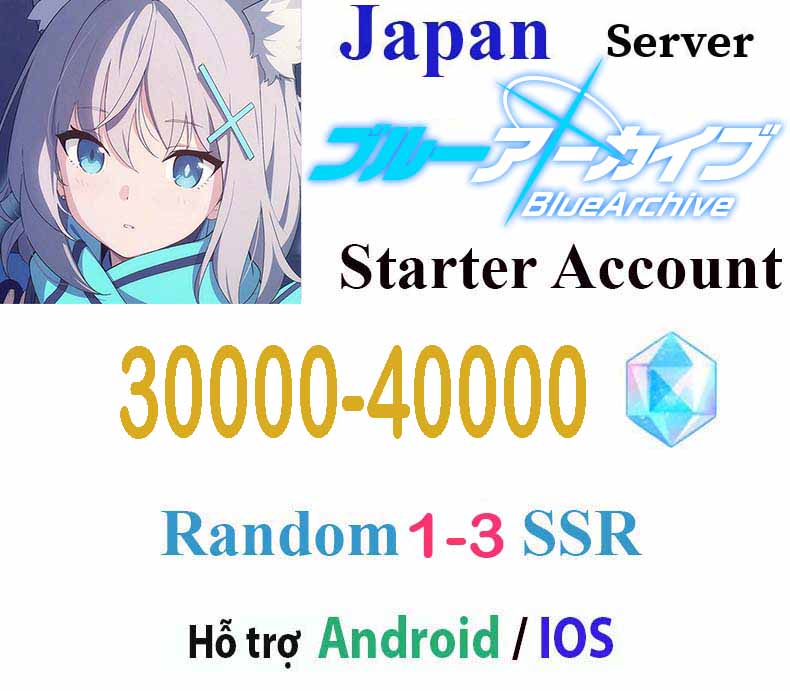 Japan Server
ブルーアーカイブ
BlueArchive
Starter Account
30000-40000
Random 1-3 SSR
Hỗ trợ Android / IOS